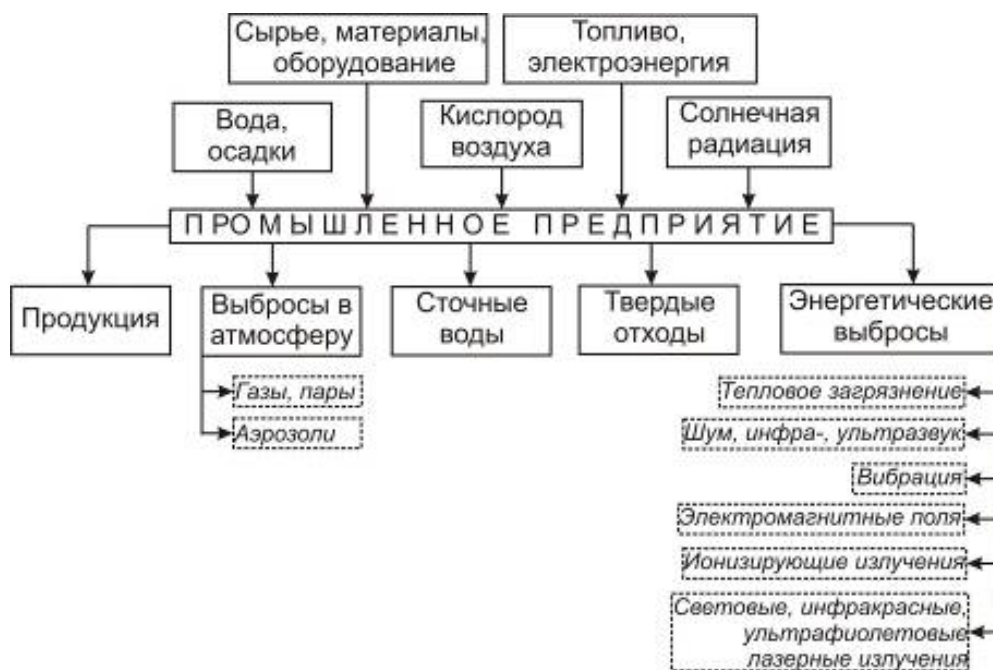 Сырье, материалы,
оборудование
Топливо,
электроэнергия
Вода,
осадки
Кислород
воздуха
Солнечная
радиация
ПРОМЫШЛЕННОЕ ПРЕДПРИЯТИЕ
Продукция
Выбросы в
атмосферу
Сточные
воды
Твердые
отходы
Энергетические
выбросы
Газы, пары
Аэрозоли
Тепловое загрязнение
Шум, инфра-, ультразвук
Вибрация
Электромагнитные поля
Ионизирующие излучения
Световые, инфракрасные,
ультрафиолетовые
лазерные излучения